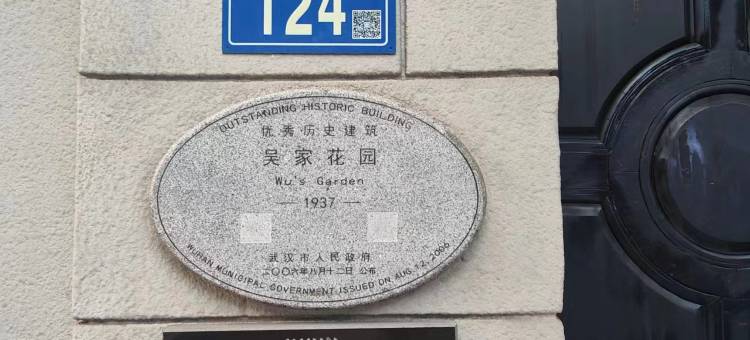 124
OUTSTANDING HISTORIC BUILDING
优秀历史建筑
吴家花园
Wu's Garden
1937
武汉市人民政府
二〇〇六年八月十二日 公布
WUHAN MUNICIPAL GOVERNMENT ISSUED ON AUG.12.2006